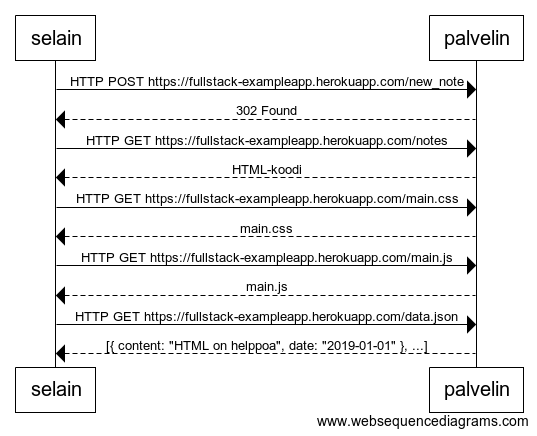 selain palvelin
HTTP POST https://fullstack-exampleapp.herokuapp.com/new_note
302 Found
HTTP GET https://fullstack-exampleapp.herokuapp.com/notes
HTML-koodi
HTTP GET https://fullstack-exampleapp.herokuapp.com/main.css
main.css
HTTP GET https://fullstack-exampleapp.herokuapp.com/main.js
main.js
HTTP GET https://fullstack-exampleapp.herokuapp.com/data.json
[{ content: "HTML on helppoa", date: "2019-01-01" }, ...]
selain palvelin
www.websequencediagrams.com